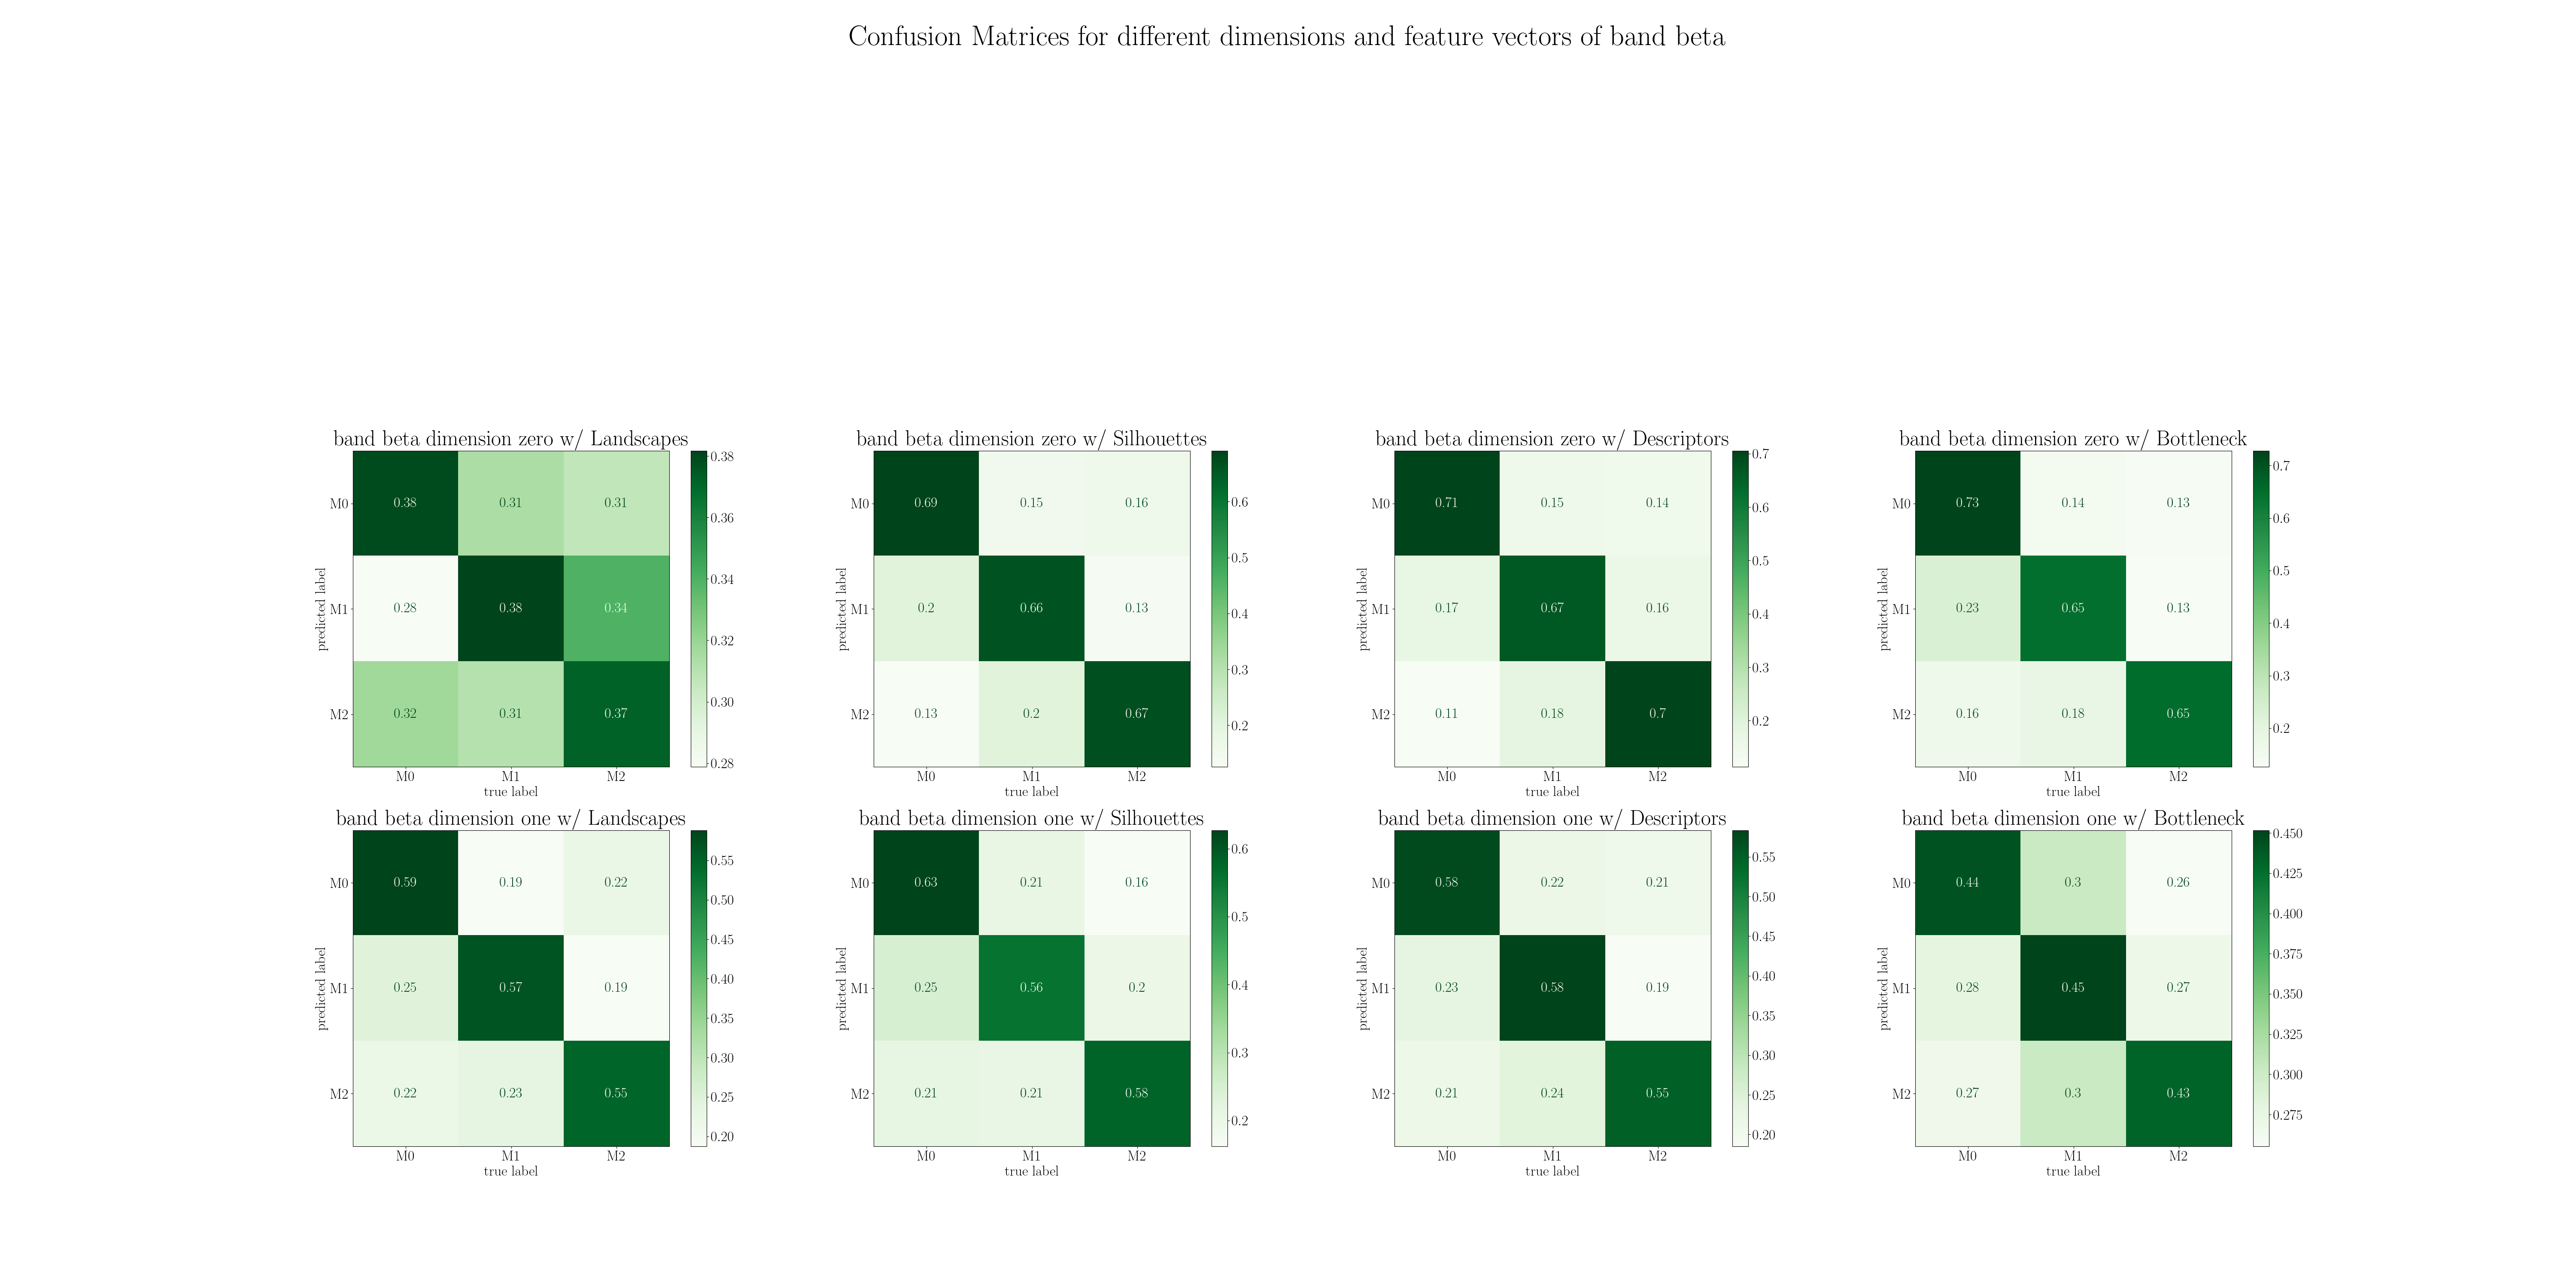 Confusion Matrices for different dimensions and feature vectors of band beta
band beta dimension zero w/ Landscapes
predicted label
M0 0.38 0.31 0.31
M1 0.28 0.38 0.34
M2 0.32 0.31 0.37
M0 M1 M2
true label
0.38
0.36
0.34
0.32
0.30
0.28
band beta dimension zero w/ Silhouettes
predicted label
M0 0.69 0.15 0.16
M1 0.2 0.66 0.13
M2 0.13 0.2 0.67
M0 M1 M2
true label
0.6
0.5
0.4
0.3
0.2
band beta dimension zero w/ Descriptors
predicted label
M0 0.71 0.15 0.14
M1 0.17 0.67 0.16
M2 0.11 0.18 0.7
M0 M1 M2
true label
0.7
0.6
0.5
0.4
0.3
0.2
band beta dimension zero w/ Bottleneck
predicted label
M0 0.73 0.14 0.13
M1 0.23 0.65 0.13
M2 0.16 0.18 0.65
M0 M1 M2
true label
0.7
0.6
0.5
0.4
0.3
0.2
band beta dimension one w/ Landscapes
predicted label
M0 0.59 0.19 0.22
M1 0.25 0.57 0.19
M2 0.22 0.23 0.55
M0 M1 M2
true label
0.55
0.50
0.45
0.40
0.35
0.30
0.25
0.20
band beta dimension one w/ Silhouettes
predicted label
M0 0.63 0.21 0.16
M1 0.25 0.56 0.2
M2 0.21 0.21 0.58
M0 M1 M2
true label
0.6
0.5
0.4
0.3
0.2
band beta dimension one w/ Descriptors
predicted label
M0 0.58 0.22 0.21
M1 0.23 0.58 0.19
M2 0.21 0.24 0.55
M0 M1 M2
true label
0.55
0.50
0.45
0.40
0.35
0.30
0.25
0.20
band beta dimension one w/ Bottleneck
predicted label
M0 0.44 0.3 0.26
M1 0.28 0.45 0.27
M2 0.27 0.3 0.43
M0 M1 M2
true label
0.450
0.425
0.400
0.375
0.350
0.325
0.300
0.275